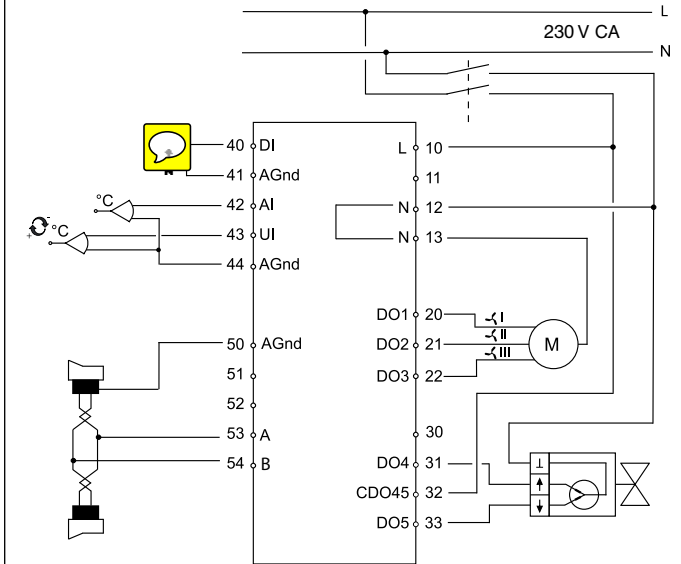 L
230 V CA
N
40 DI
41 AGnd
42 AI
43 UI
44 AGnd
°C
°C
50 AGnd
51
52
53 A
54 B
L 10
11
N 12
N 13
DO1 20 I
DO2 21 II
DO3 22 III
M
30
DO4 31
CDO45 32
DO5 33